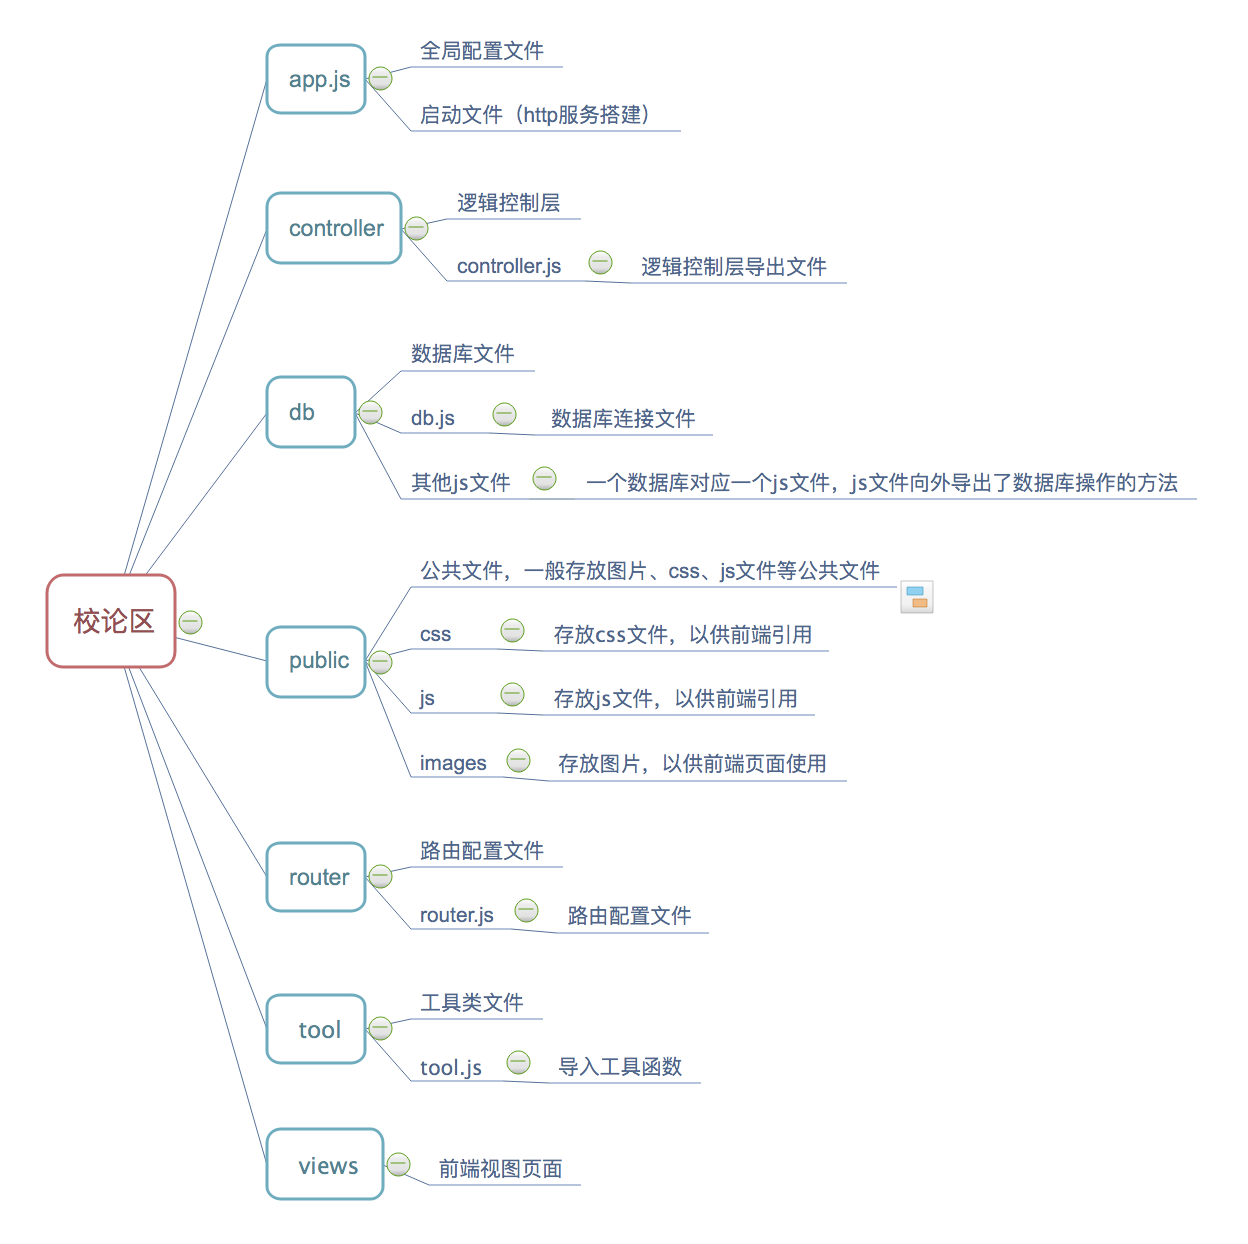 app.js
全局配置文件
启动文件（http服务搭建）
controller
逻辑控制层
controller.js
逻辑控制层导出文件
db
数据库文件
db.js
数据库连接文件
其他js文件
一个数据库对应一个js文件，js文件向外导出了数据库操作的方法
校论区
public
公共文件，一般存放图片、css、js文件等公共文件
css
存放css文件，以供前端引用
js
存放js文件，以供前端引用
images
存放图片，以供前端页面使用
router
路由配置文件
router.js
路由配置文件
tool
工具类文件
tool.js
导入工具函数
views
前端视图页面